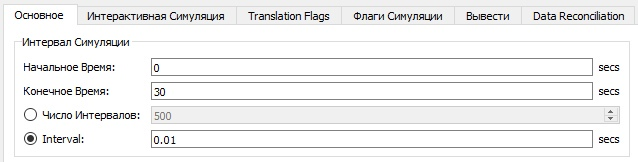 Основное Интерактивная Симуляция Translation Flags Флаги Симуляции Вывести Data Reconciliation
Интервал Симуляции
Начальное Время: 0 secs
Конечное Время: 30 secs
Число Интервалов: 500
Interval: 0.01 secs